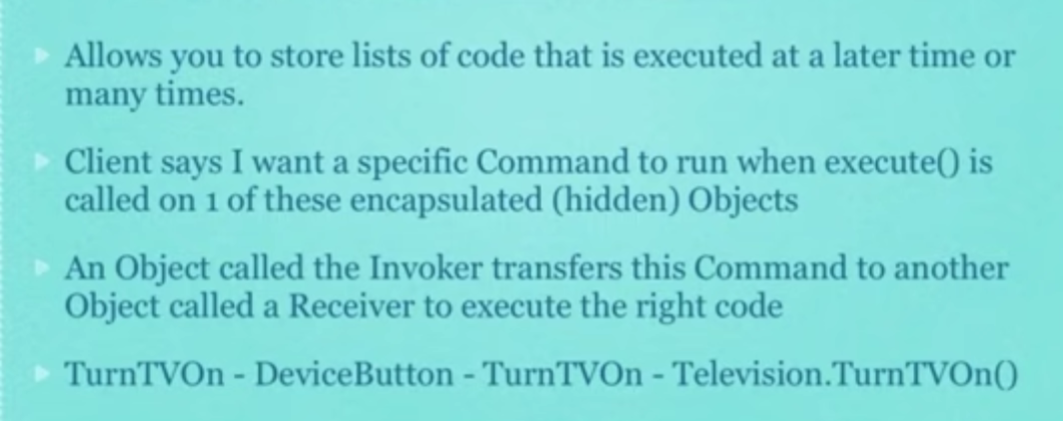 Allows you to store lists of code that is executed at a later time or
many times.
Client says I want a specific Command to run when execute() is
called on 1 of these encapsulated (hidden) Objects
An Object called the Invoker transfers this Command to another
Object called a Receiver to execute the right code
TurnTVOn - DeviceButton - TurnTVOn - Television.TurnTVOn()